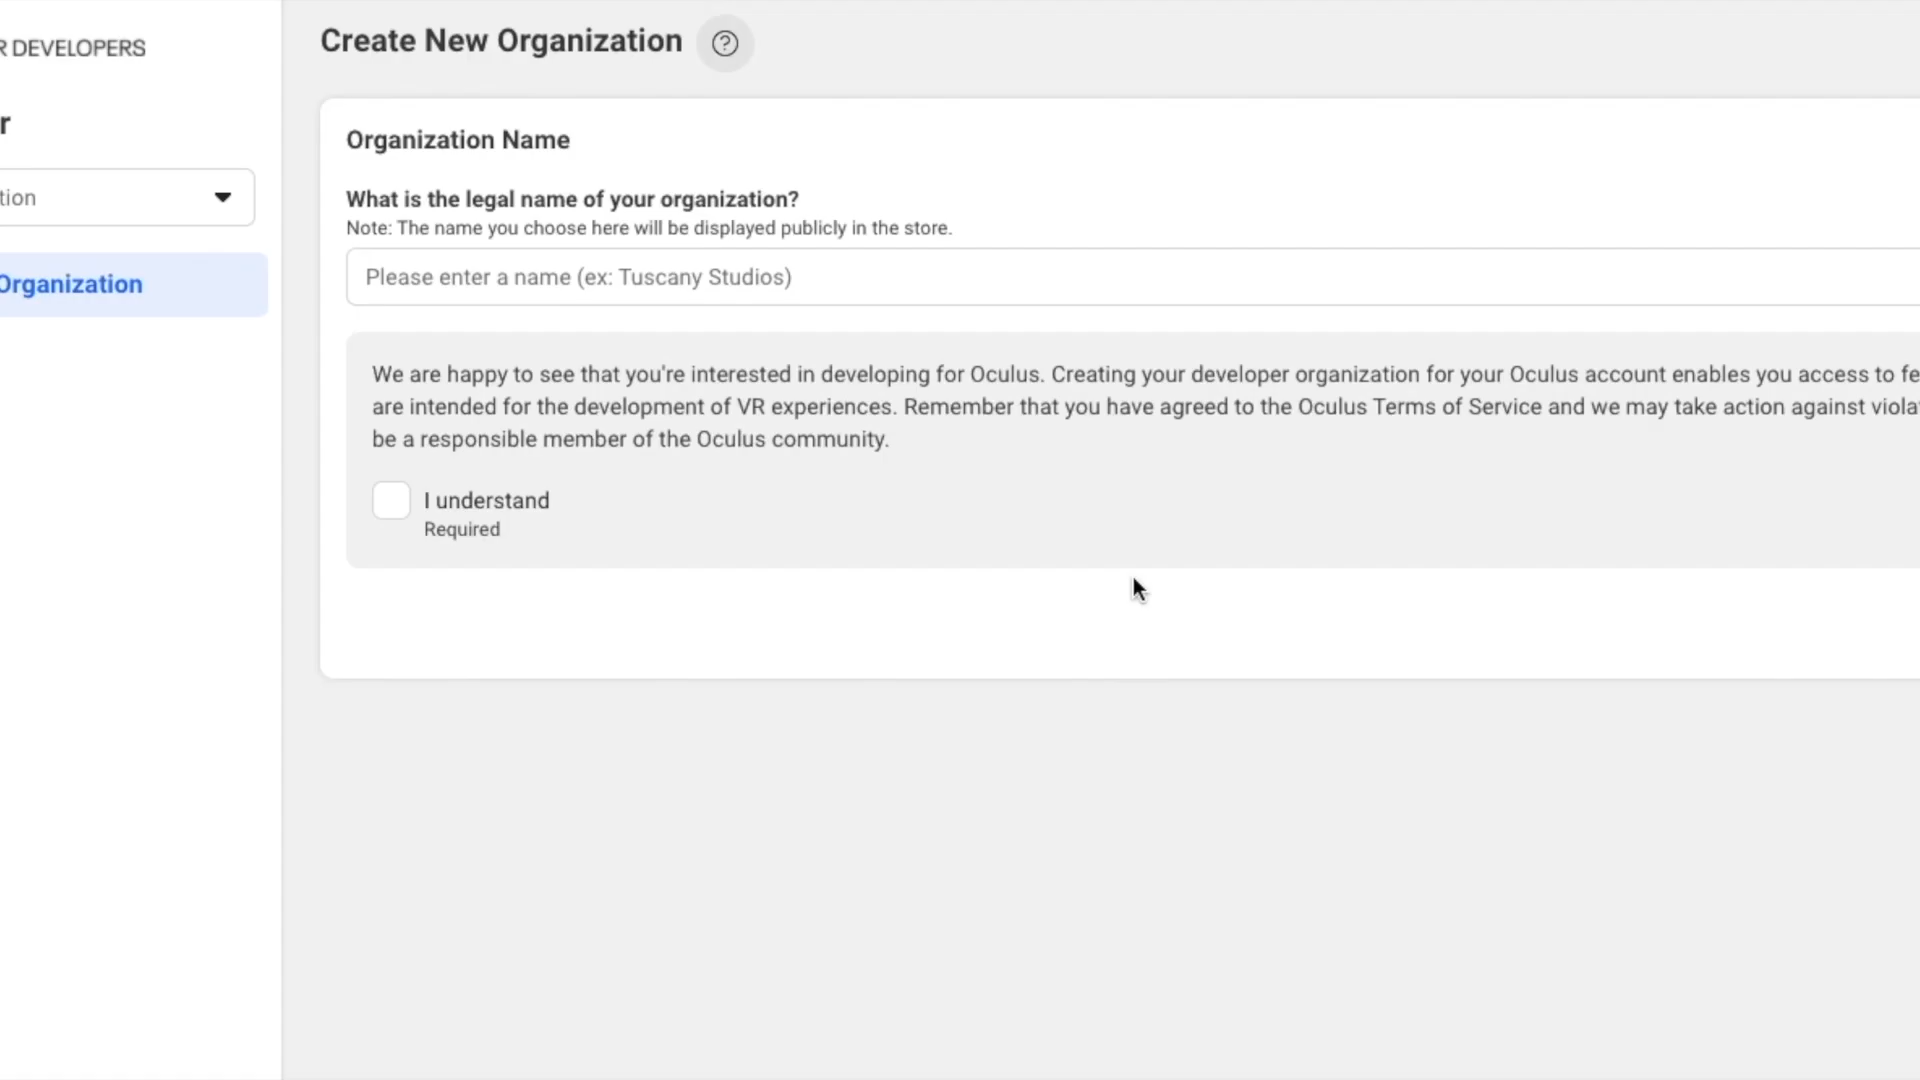 R DEVELOPERS
r
tion
Organization
Create New Organization
Organization Name
What is the legal name of your organization?
Note: The name you choose here will be displayed publicly in the store.
Please enter a name (ex: Tuscany Studios)
We are happy to see that you're interested in developing for Oculus. Creating your developer organization for your Oculus account enables you access to fe
are intended for the development of VR experiences. Remember that you have agreed to the Oculus Terms of Service and we may take action against viola
be a responsible member of the Oculus community.
I understand
Required